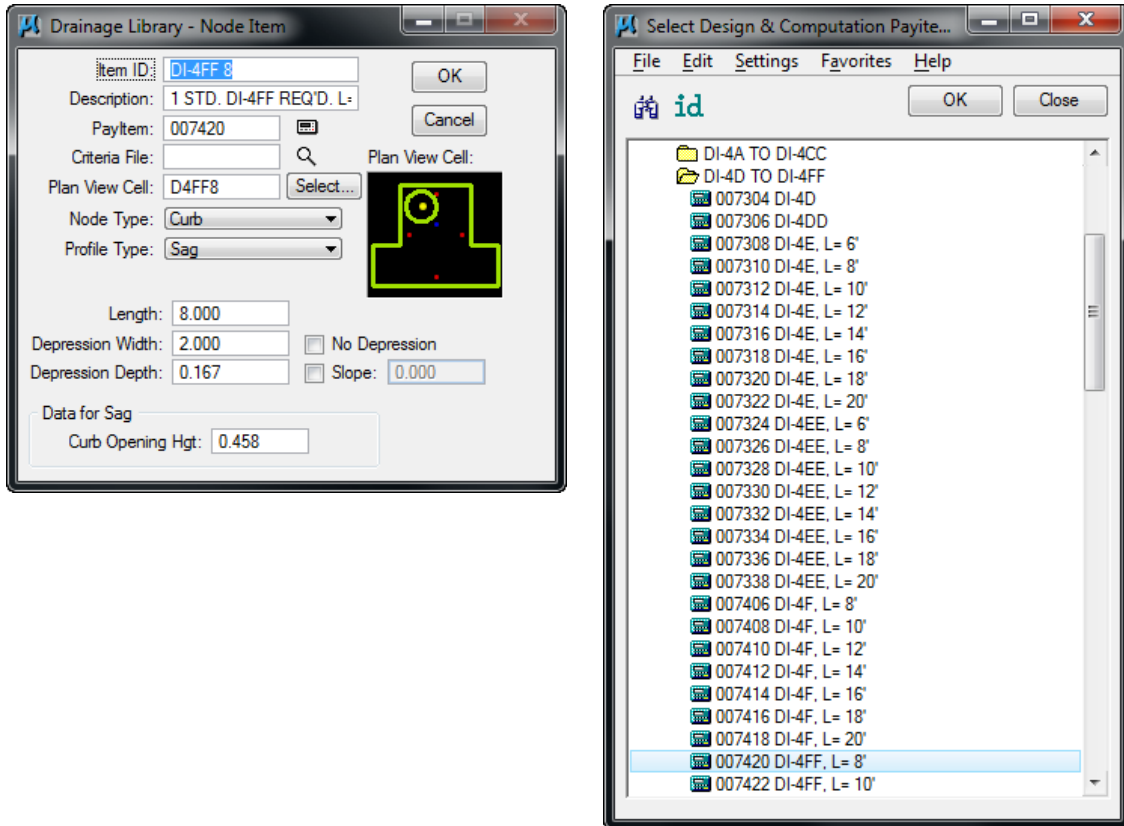 Drainage Library - Node Item
Item ID: DI-4FF 8
OK
Description: 1 STD. DI-4FF REQ'D. L=
PayItem: 007420
Cancel
Criteria File:
Plan View Cell:
Plan View Cell: D4FF8 Select...
Node Type: Curb
Profile Type: Sag
Length: 8.000
Depression Width: 2.000 No Depression
Depression Depth: 0.167 Slope: 0.000
Data for Sag
Curb Opening Hgt: 0.458
Select Design & Computation Payite...
File Edit Settings Favorites Help
id OK Close
DI-4A TO DI-4CC
DI-4D TO DI-4FF
007304 DI-4D
007306 DI-4DD
007308 DI-4E, L= 6'
007310 DI-4E, L= 8'
007312 DI-4E, L= 10'
007314 DI-4E, L= 12'
007316 DI-4E, L= 14'
007318 DI-4E, L= 16'
007320 DI-4E, L= 18'
007322 DI-4E, L= 20'
007324 DI-4EE, L= 6'
007326 DI-4EE, L= 8'
007328 DI-4EE, L= 10'
007330 DI-4EE, L= 12'
007332 DI-4EE, L= 14'
007334 DI-4EE, L= 16'
007336 DI-4EE, L= 18'
007338 DI-4EE, L= 20'
007406 DI-4F, L= 8'
007408 DI-4F, L= 10'
007410 DI-4F, L= 12'
007412 DI-4F, L= 14'
007414 DI-4F, L= 16'
007416 DI-4F, L= 18'
007418 DI-4F, L= 20'
007420 DI-4FF, L= 8'
007422 DI-4FF, L= 10'